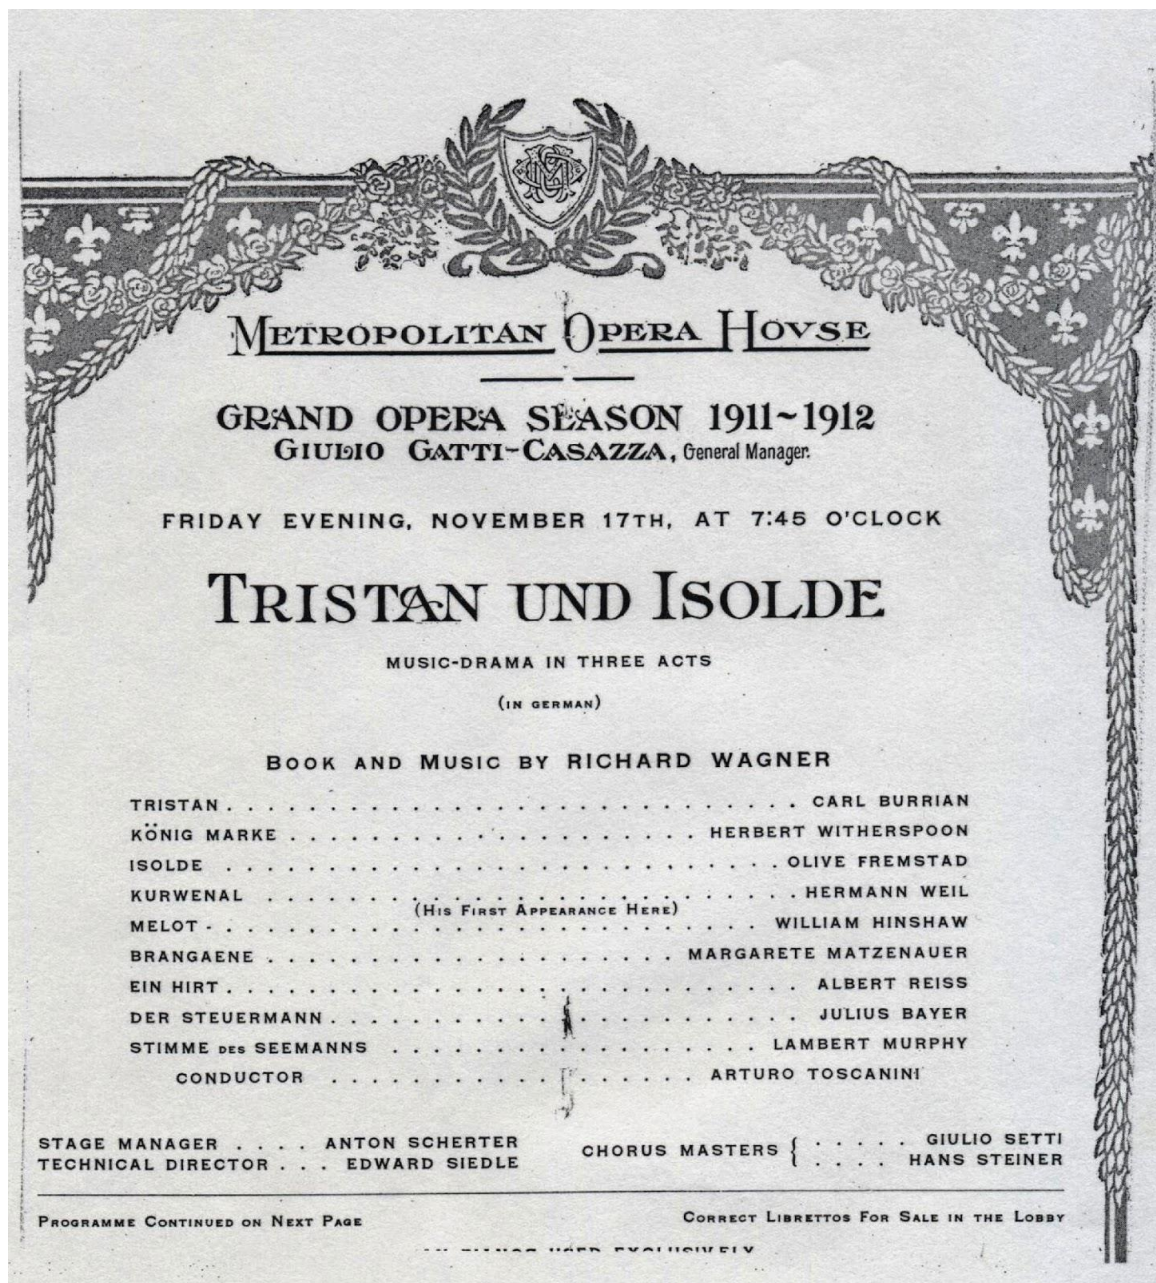 METROPOLITAN OPERA HOVSE
GRAND OPERA SEASON 1911~1912
GIULIO GATTI-CASAZZA, General Manager.
FRIDAY EVENING, NOVEMBER 17TH, AT 7:45 O'CLOCK
TRISTAN UND ISOLDE
MUSIC-DRAMA IN THREE ACTS
(IN GERMAN)
BOOK AND MUSIC BY RICHARD WAGNER
TRISTAN . . . . . . . . . . . . . . . . . . . . CARL BURRIAN
KÖNIG MARKE . . . . . . . . . . . . . . . . . . . . HERBERT WITHERSPOON
ISOLDE . . . . . . . . . . . . . . . . . . . . OLIVE FREMSTAD
KURWENAL . . . . . . . . . . . . . . . . . . . . HERMANN WEIL
(HIS FIRST APPEARANCE HERE)
MELOT . . . . . . . . . . . . . . . . . . . . WILLIAM HINSHAW
BRANGAENE . . . . . . . . . . . . . . . . . . . . MARGARETE MATZENAUER
EIN HIRT . . . . . . . . . . . . . . . . . . . . ALBERT REISS
DER STEUERMANN . . . . . . . . . . . . . . . . . . . . JULIUS BAYER
STIMME DES SEEMANNS . . . . . . . . . . . . . . . . . . . . LAMBERT MURPHY
CONDUCTOR . . . . . . . . . . . . . . . . . . . . ARTURO TOSCANINI
STAGE MANAGER . . . . ANTON SCHERTER
TECHNICAL DIRECTOR . . . EDWARD SIEDLE
CHORUS MASTERS { . . . . . GIULIO SETTI
. . . . HANS STEINER
PROGRAMME CONTINUED ON NEXT PAGE
CORRECT LIBRETTOS FOR SALE IN THE LOBBY
PIANOS USED EXCLUSIVELY